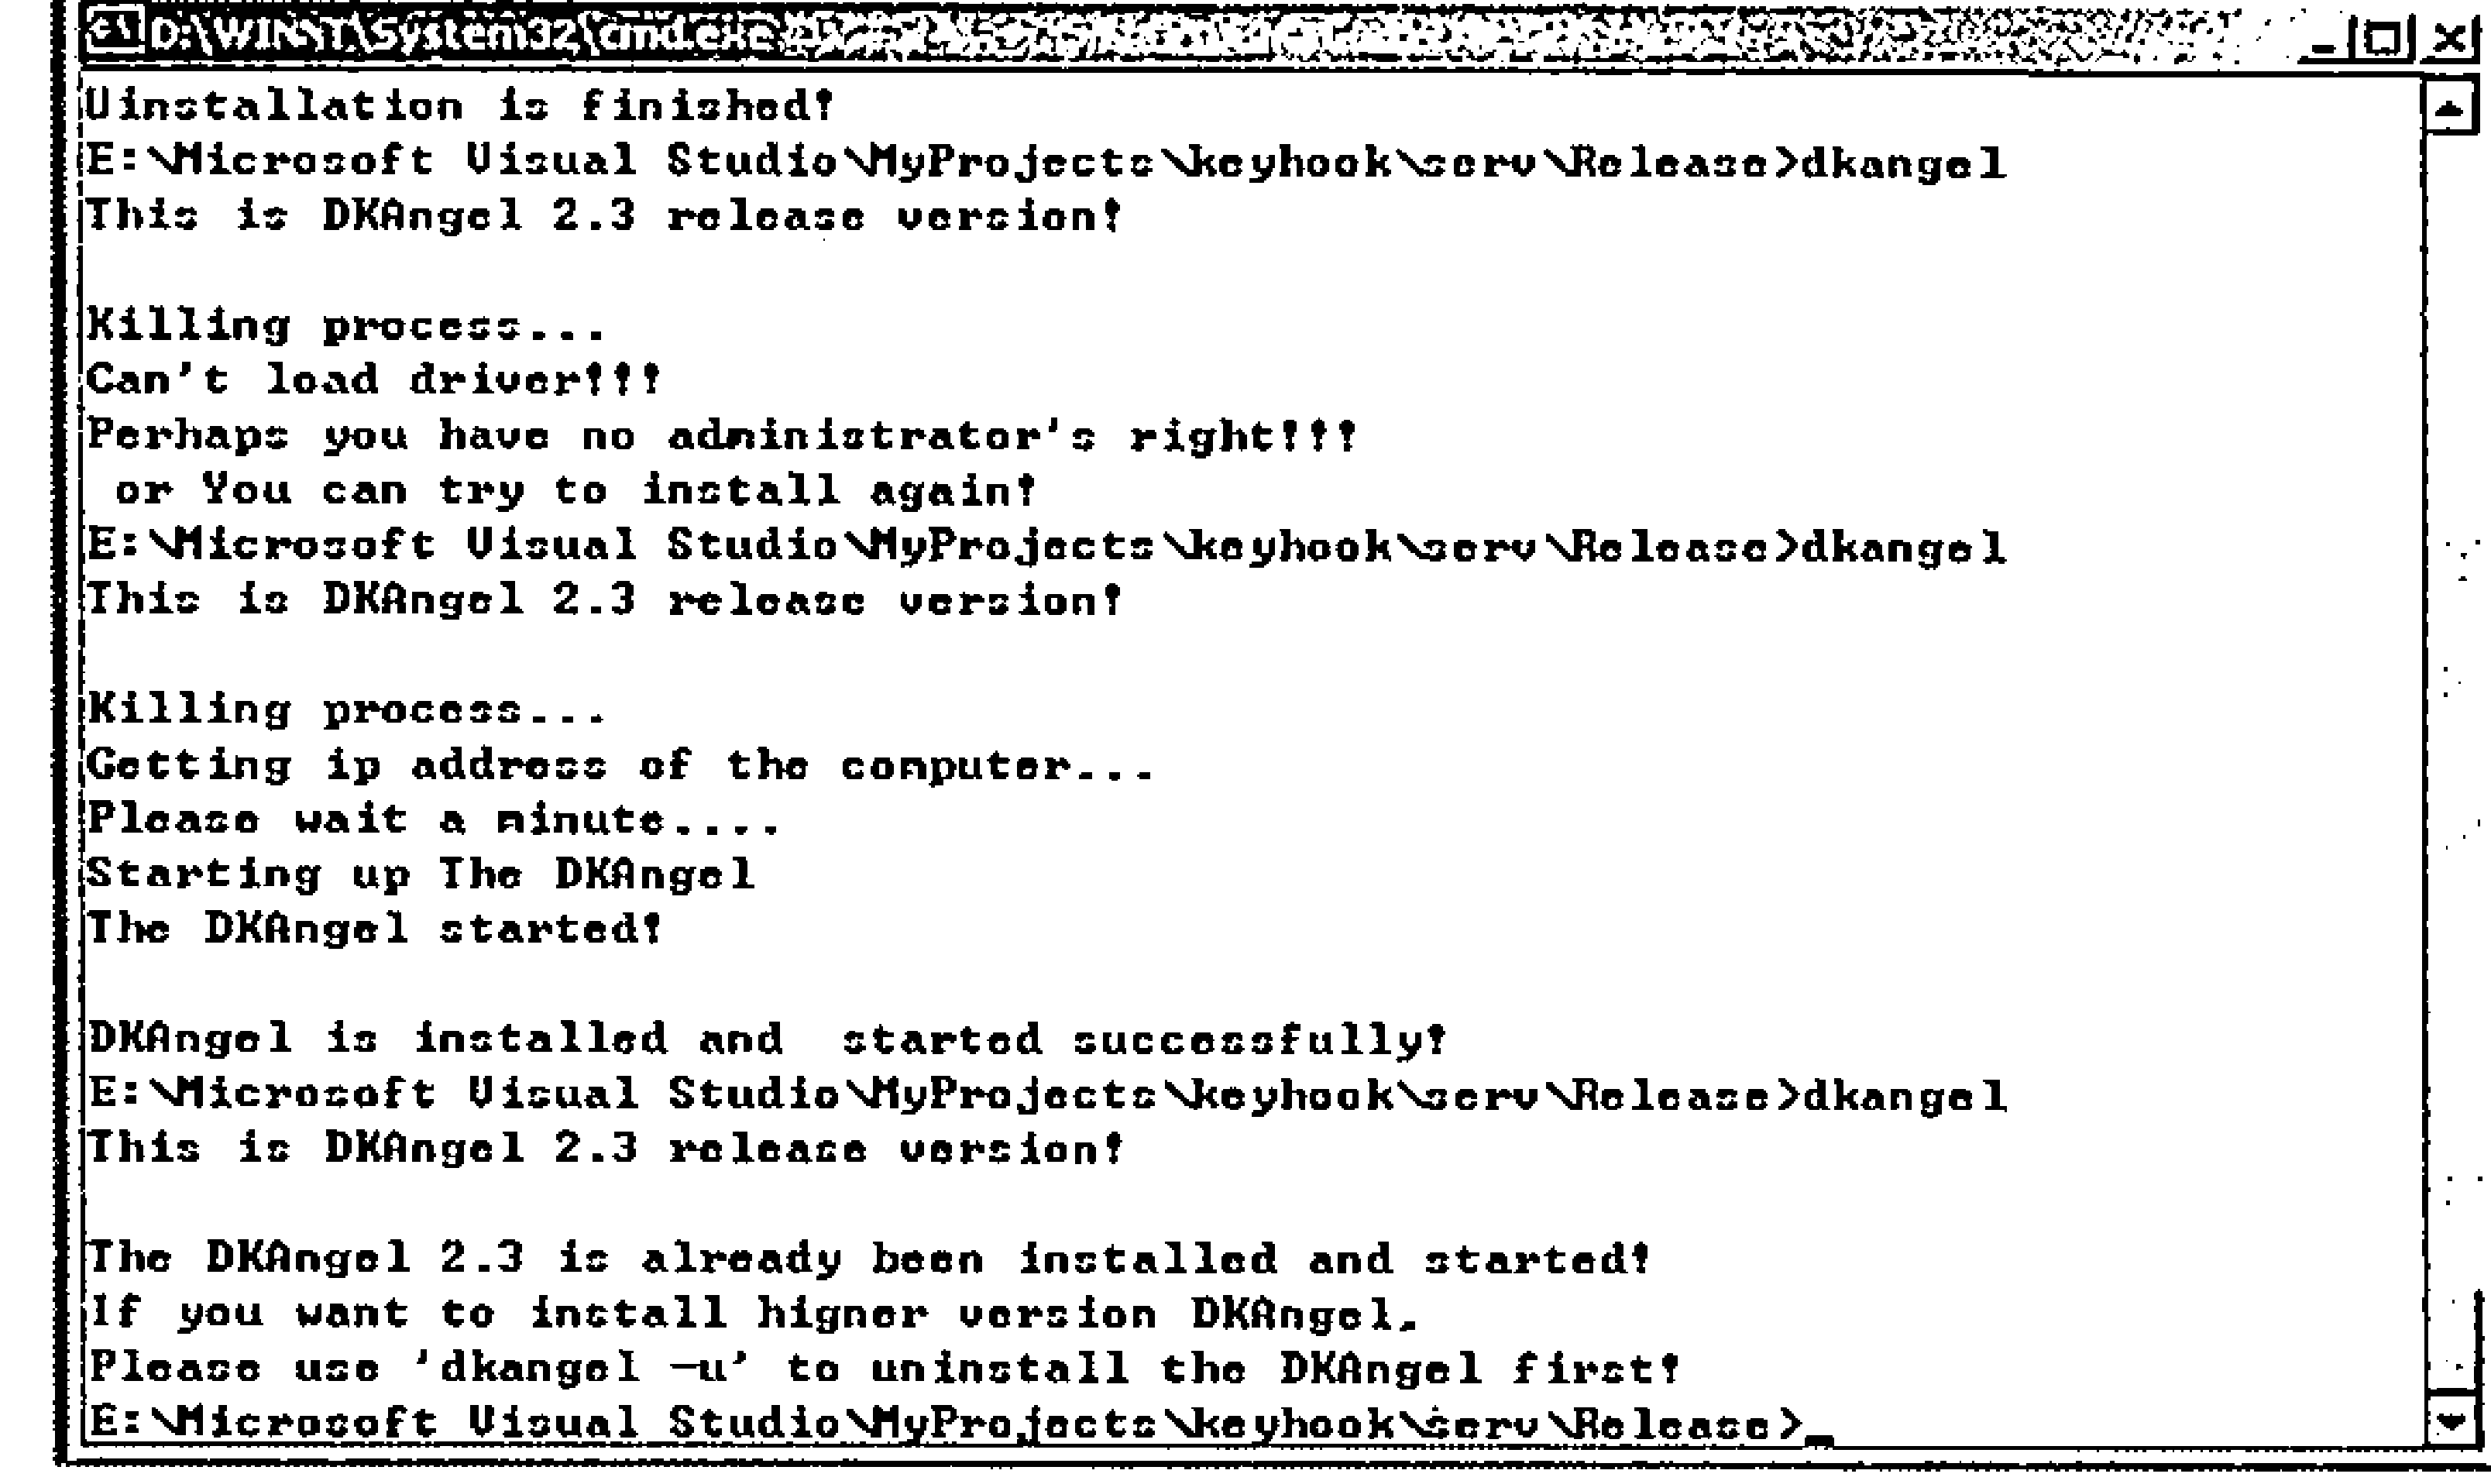 D:\WINNT\System32\cmd.exe
Uinstallation is finished!
E:\Microsoft Visual Studio\MyProjects\keyhook\serv\Release>dkangel
This is DKAngel 2.3 release version!
Killing process...
Can't load driver!!!
Perhaps you have no administrator's right!!!
or You can try to install again!
E:\Microsoft Visual Studio\MyProjects\keyhook\serv\Release>dkangel
This is DKAngel 2.3 release version!
Killing process...
Getting ip address of the computer...
Please wait a minute....
Starting up The DKAngel
The DKAngel started!
DKAngel is installed and  started successfully!
E:\Microsoft Visual Studio\MyProjects\keyhook\serv\Release>dkangel
This is DKAngel 2.3 release version!
The DKAngel 2.3 is already been installed and started!
If you want to install higner version DKAngel,
Please use 'dkangel -u' to uninstall the DKAngel first!
E:\Microsoft Visual Studio\MyProjects\keyhook\serv\Release>_